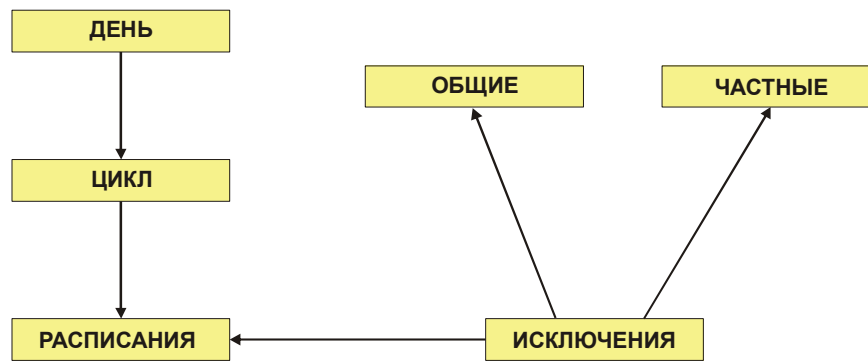 ДЕНЬ
ОБЩИЕ
ЧАСТНЫЕ
ЦИКЛ
РАСПИСАНИЯ
ИСКЛЮЧЕНИЯ